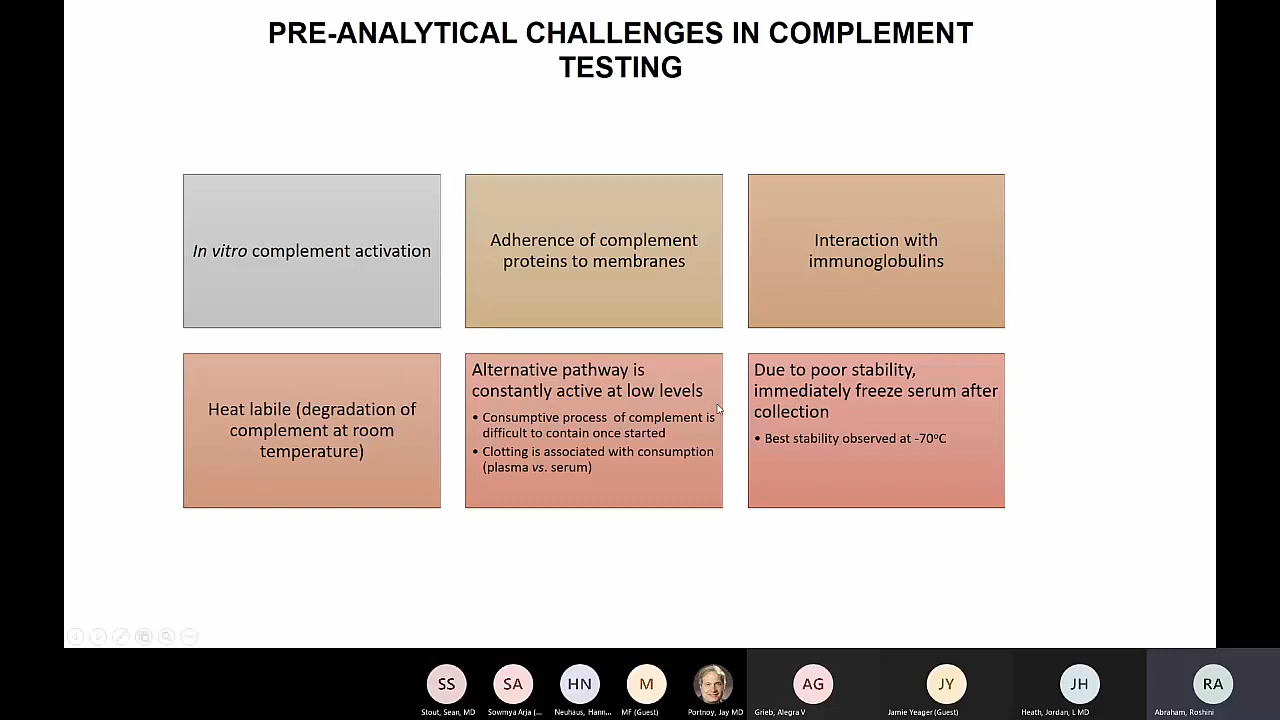 PRE-ANALYTICAL CHALLENGES IN COMPLEMENT
TESTING
In vitro complement activation
Adherence of complement
proteins to membranes
Interaction with
immunoglobulins
Heat labile (degradation of
complement at room
temperature)
Alternative pathway is
constantly active at low levels
• Consumptive process of complement is
difficult to contain once started
• Clotting is associated with consumption
(plasma vs. serum)
Due to poor stability,
immediately freeze serum after
collection
• Best stability observed at -70ºC
SS
SA
HN
M
AG
JY
JH
RA
Stout, Sean, MD
Sowmya Arja (...
Neuhaus, Hann...
MF (Guest)
Portnoy, Jay MD
Grieb, Alegra V
Jamie Yeager (Guest)
Heath, Jordan, L MD
Abraham, Roshini